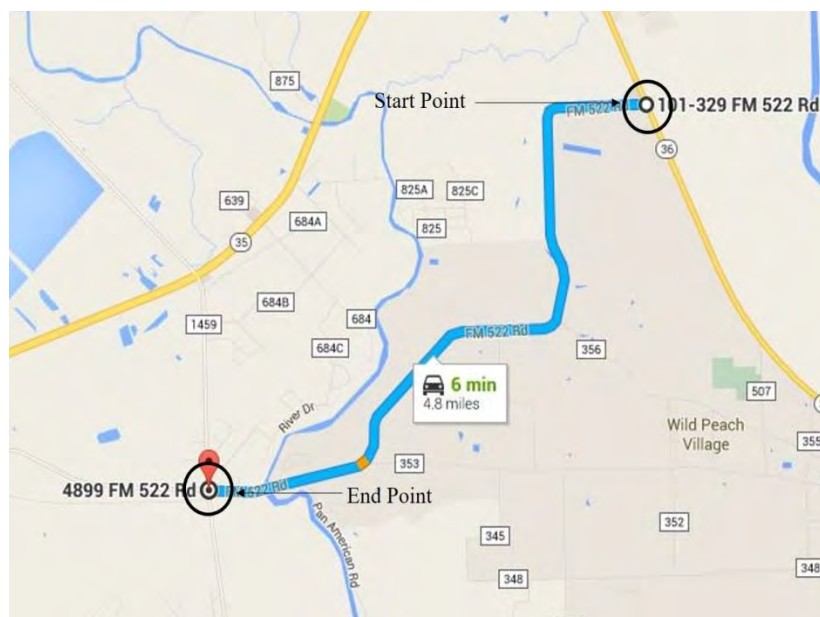 875
Start Point
FM 522 Rd
101-329 FM 522 Rd
36
639
825A
825C
684A
825
35
684B
1459
684
FM 522 Rd
684C
356
6 min
4.8 miles
507
River Dr
Wild Peach
Village
355
353
4899 FM 522 Rd
FM 522 Rd
End Point
Pan American Rd
352
345
348
348